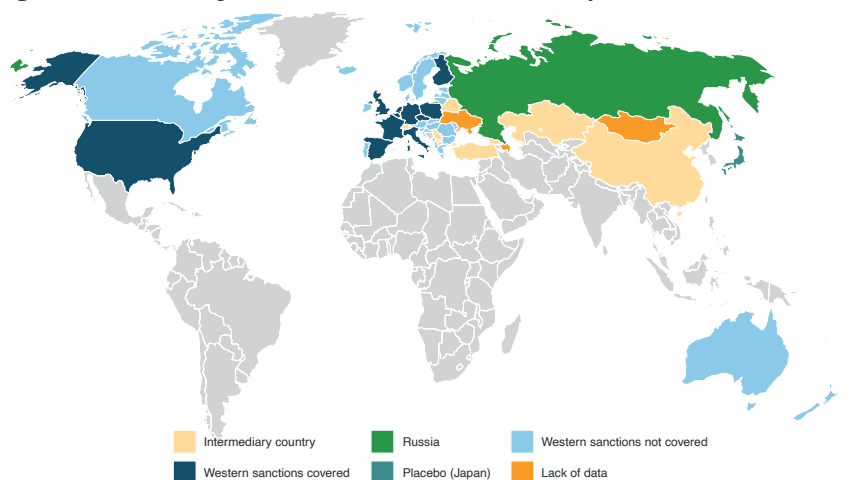 Intermediary country
Russia
Western sanctions not covered
Western sanctions covered
Placebo (Japan)
Lack of data